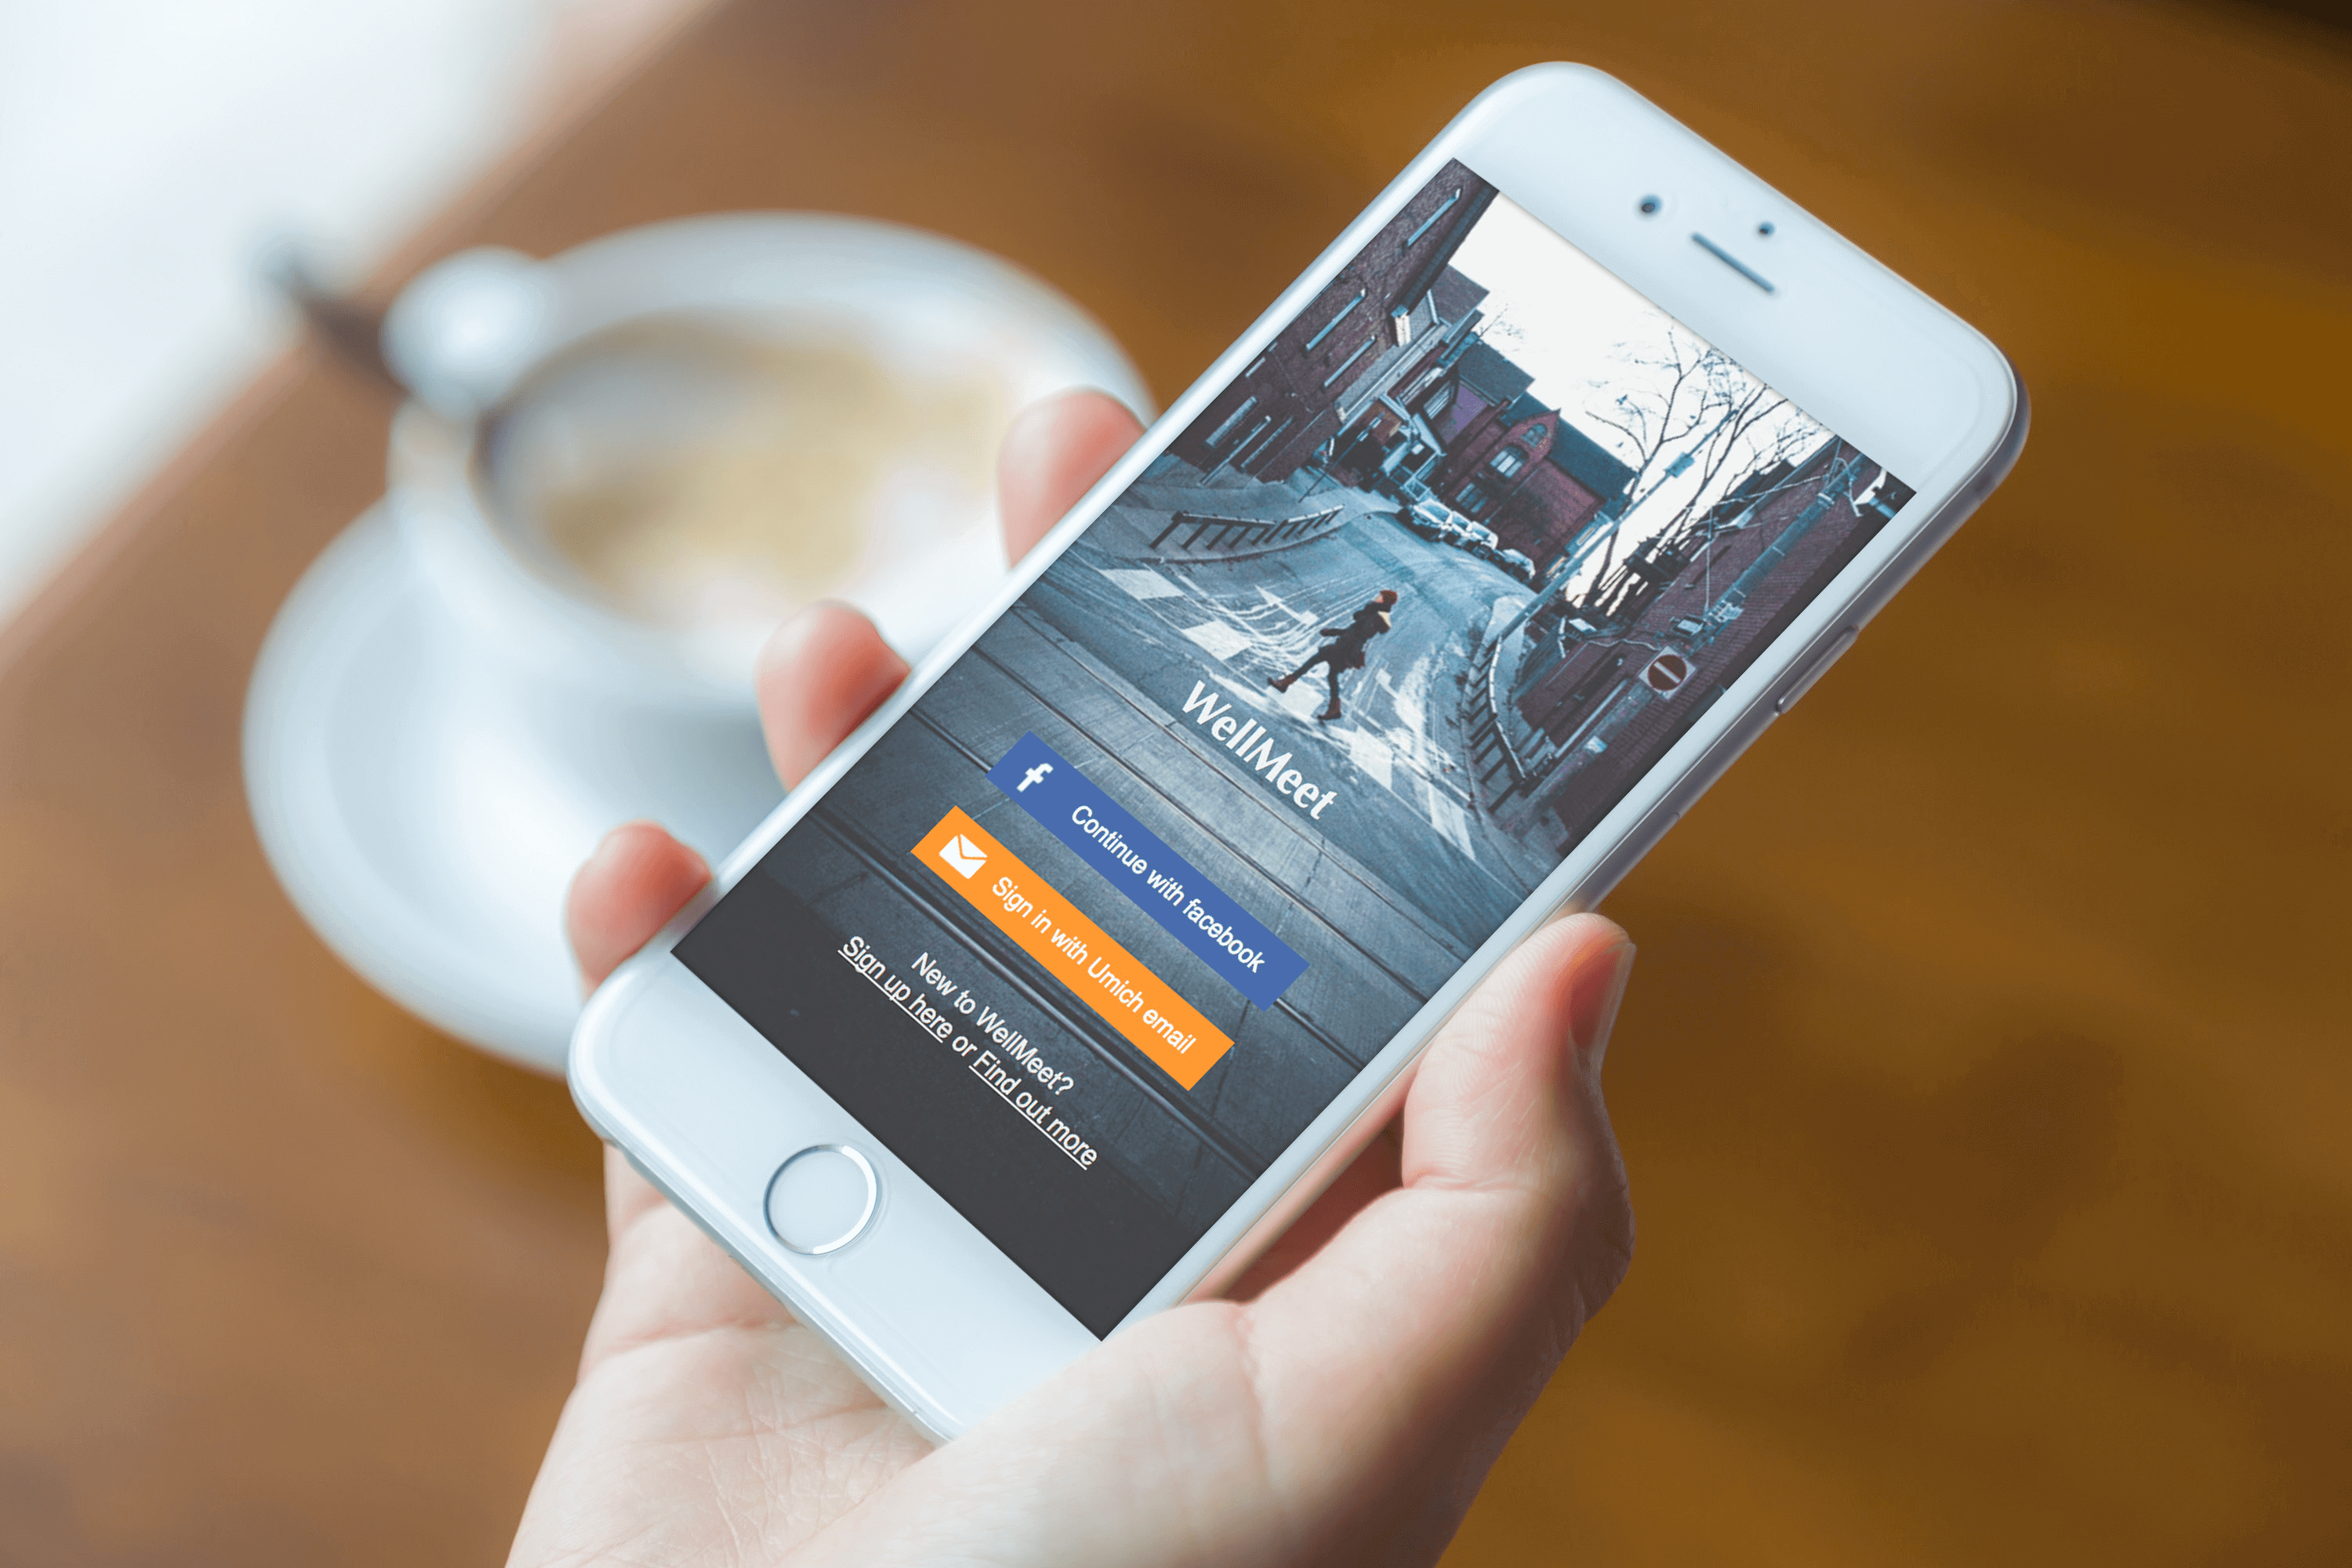 WellMeet
f Continue with facebook
Sign in with Umich email
New to WellMeet?
Sign up here or Find out more